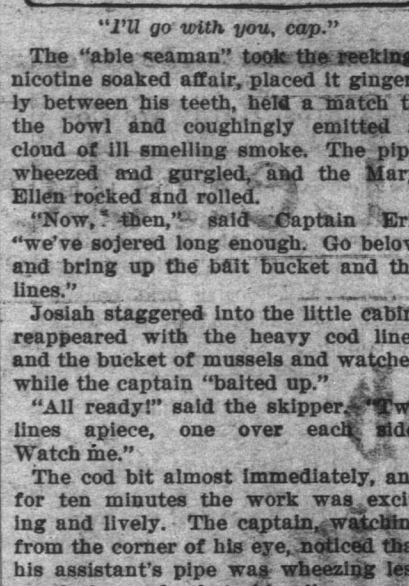 "I'll go with you, cap."
The "able seaman" took the reeking
nicotine soaked affair, placed it ginger
ly between his teeth, held a match t
the bowl and coughingly emitted
cloud of ill smelling smoke. The pip
wheezed and gurgled, and the Mar
Ellen rocked and rolled.
"Now, then," said Captain Er
"we've sojered long enough. Go belov
and bring up the bait bucket and th
lines."
Josiah staggered into the little cabin
reappeared with the heavy cod line
and the bucket of mussels and watche
while the captain "baited up."
"All ready!" said the skipper. "Tw
lines apiece, one over each side
Watch me."
The cod bit almost immediately, an
for ten minutes the work was exci
ing and lively. The captain, watchin
from the corner of his eye, noticed tha
his assistant's pipe was wheezing les